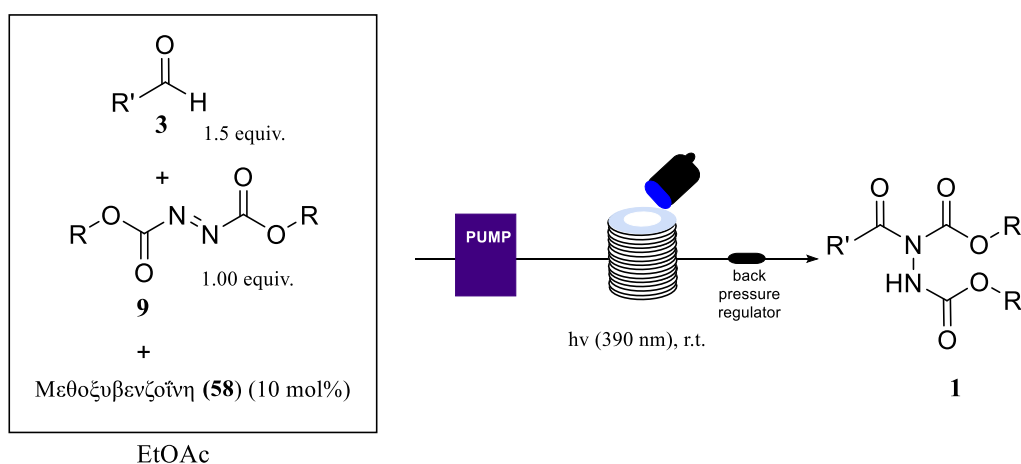 O
R'
H
3
1.5 equiv.
+
O
R
O
N
N
O
O
R
1.00 equiv.
9
+
Μεθοξυβενζοΐνη (58) (10 mol%)
EtOAc
PUMP
back
pressure
regulator
hv (390 nm), r.t.
O
O
R'
N
O
R
HN
O
R
O
1